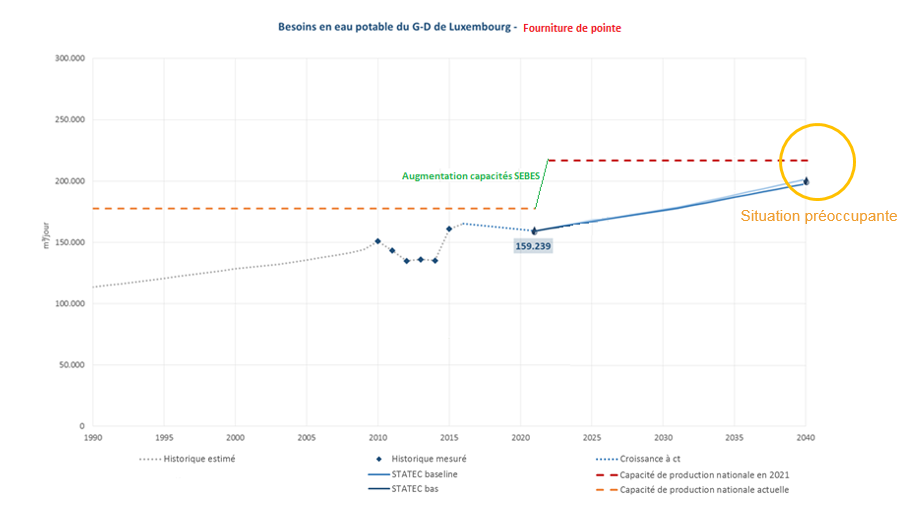 Besoins en eau potable du G-D de Luxembourg - Fourniture de pointe
300.000
250.000
200.000
150.000
100.000
50.000
0
m³/jour
Augmentation capacités SEBES
159.239
Situation préoccupante
1990 1995 2000 2005 2010 2015 2020 2025 2030 2035 2040
Historique estimé
Historique mesuré
Croissance à ct
STATEC baseline
Capacité de production nationale en 2021
STATEC bas
Capacité de production nationale actuelle